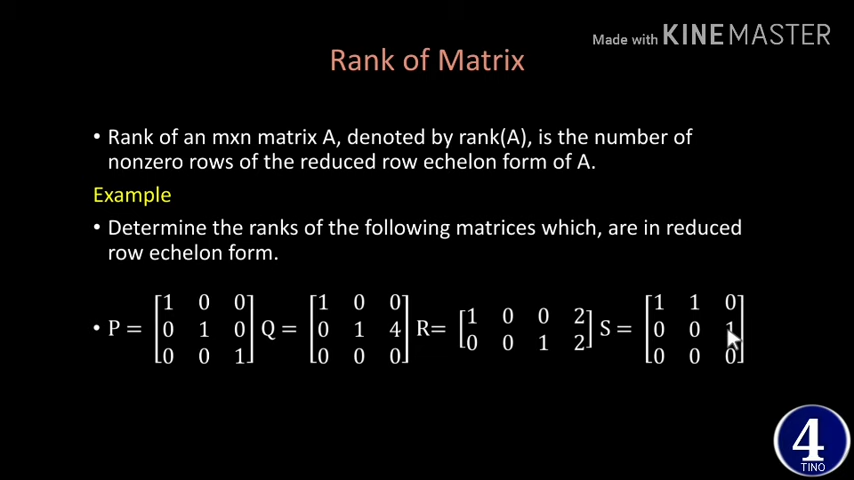 Made with KINEMASTER
Rank of Matrix
• Rank of an mxn matrix A, denoted by rank(A), is the number of
nonzero rows of the reduced row echelon form of A.
Example
• Determine the ranks of the following matrices which, are in reduced
row echelon form.
1 0 0 1 0 0 1 1 0
• P = 0 1 0 Q = 0 1 4 R= 1 0 0 2 S = 0 0 1
0 0 1 0 0 0 0 0 1 2 0 0 0
4
TINO